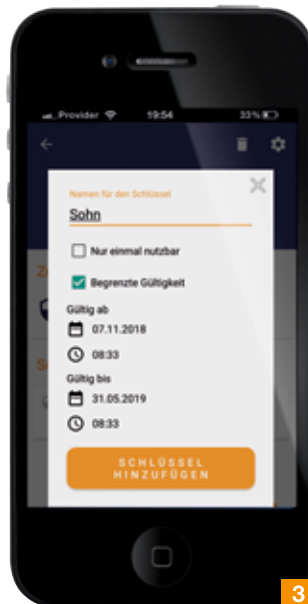 Provider 19:54 33%
Namen für den Schlüssel
Sohn
Nur einmal nutzbar
Begrenzte Gültigkeit
Gültig ab
07.11.2018
08:33
Gültig bis
31.05.2019
08:33
SCHLÜSSEL
HINZUFÜGEN
3